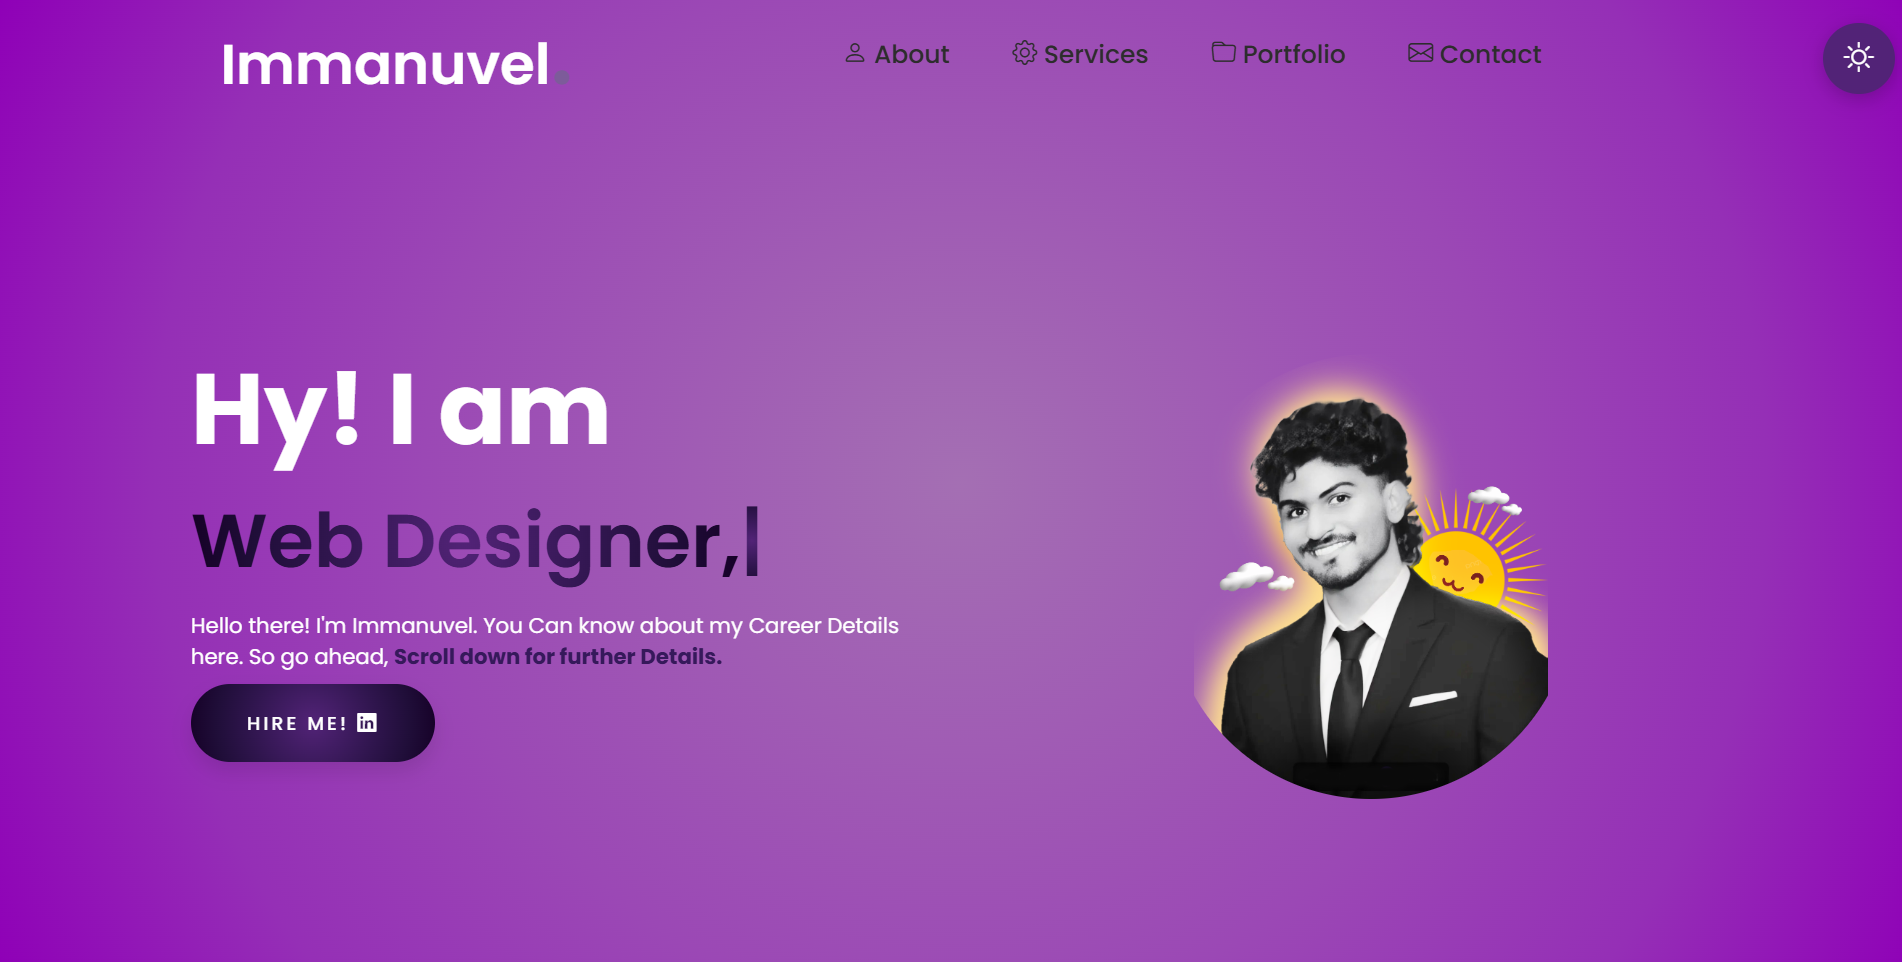 Immanuvel.
About
Services
Portfolio
Contact
Hy! I am
Web Designer,|
Hello there! I'm Immanuvel. You Can know about my Career Details
here. So go ahead, Scroll down for further Details.
HIRE ME! in